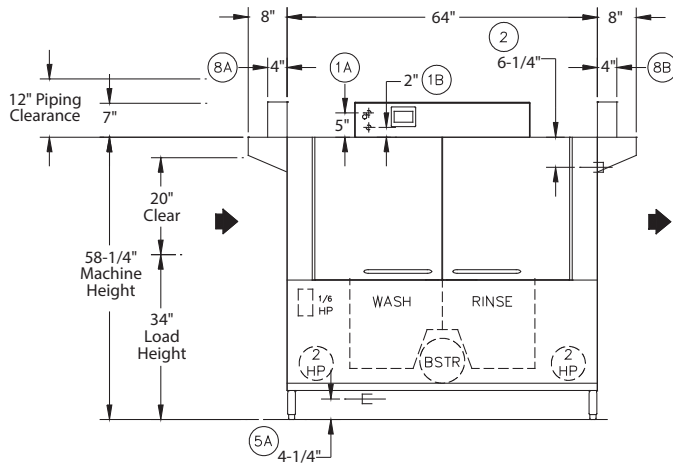 8"
64"
8"
2
8A
4"
1A
2"
1B
6-1/4"
4"
8B
12" Piping
Clearance
7"
5"
20"
Clear
58-1/4"
Machine
Height
34"
Load
Height
1/6
HP
WASH
RINSE
2
HP
BSTR
2
HP
5A
4-1/4"